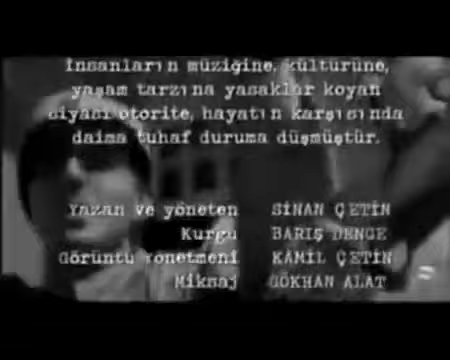 insanların müziğine, kültürüne,
yaşam tarzına yasaklar koyan
siyasi otorite, hayatın karşısında
daima tuhaf duruma düşmüştür.
Yazan ve yöneten SİNAN ÇETİN
Kurgu BARIŞ DENGE
Görüntü Yönetmeni KAMİL ÇETİN
Miksaj GÖKHAN ALAT